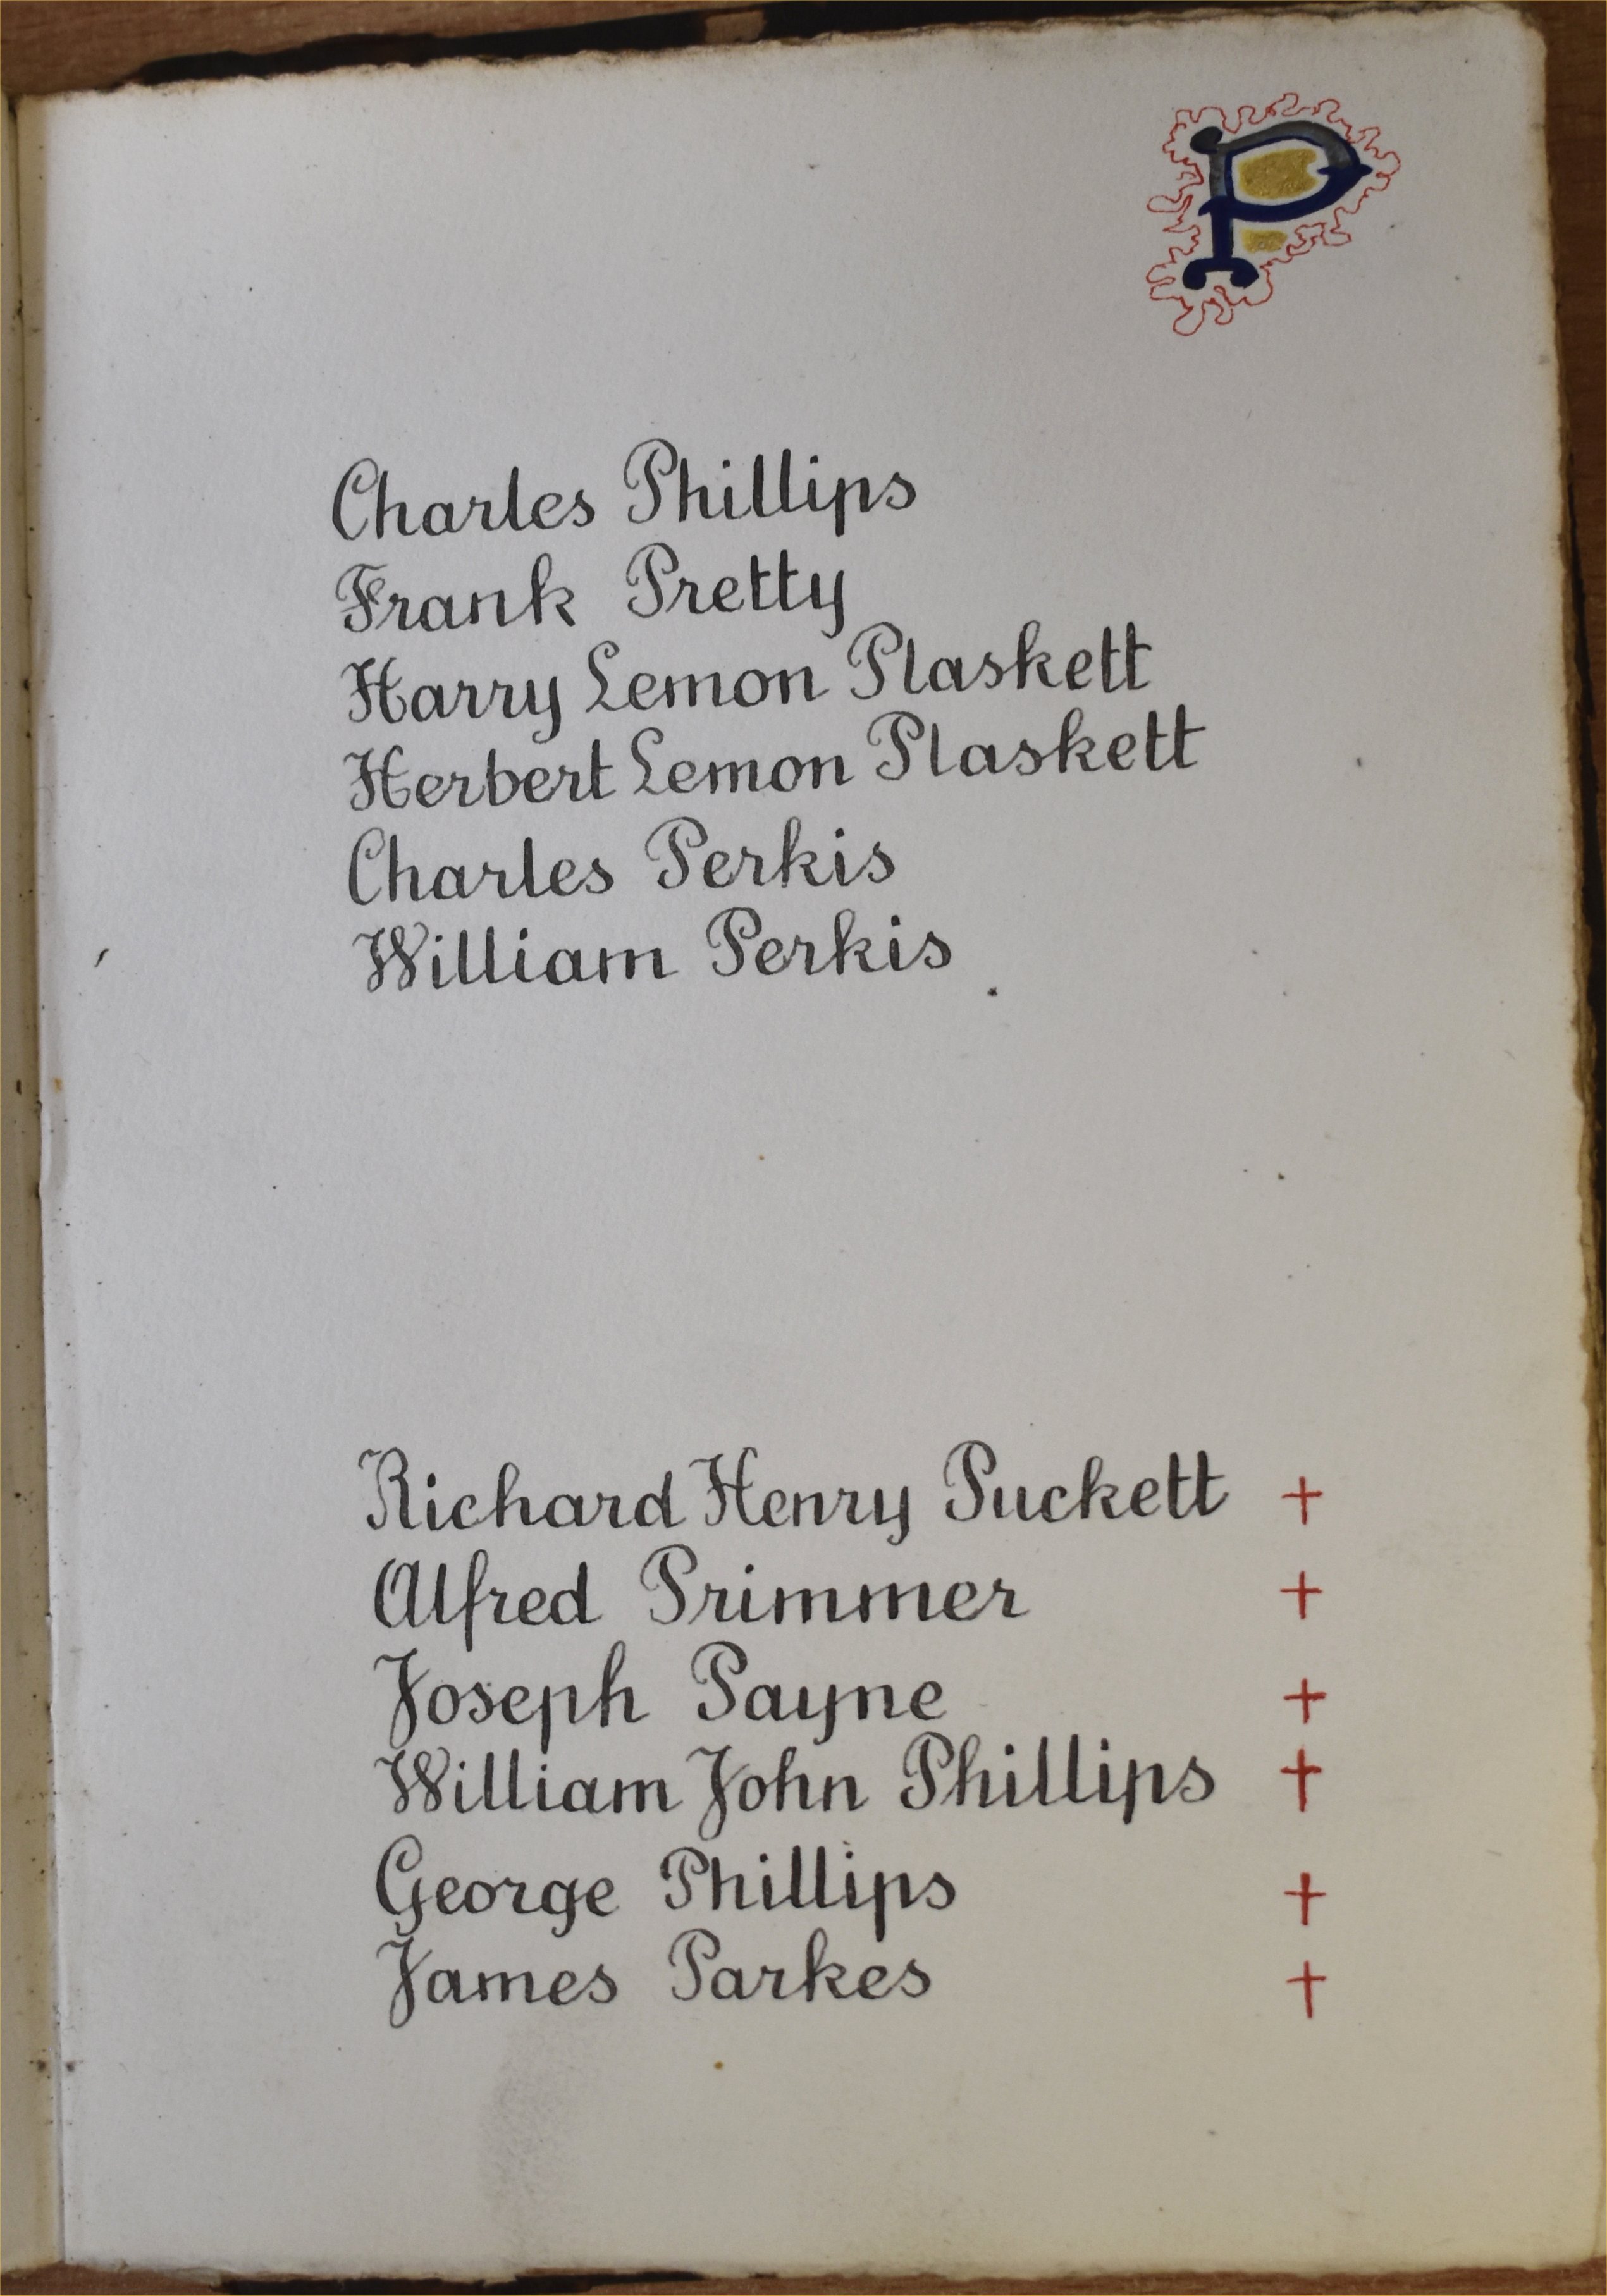 P
Charles Phillips
Frank Pretty
Harry Lemon Plaskett
Herbert Lemon Plaskett
Charles Perkis
William Perkis
Richard Henry Puckett +
Alfred Primmer +
Joseph Payne +
William John Phillips +
George Phillips +
James Parkes +